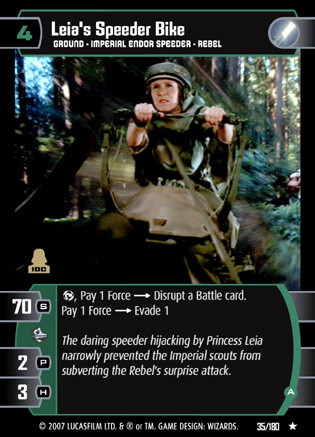 4
Leia's Speeder Bike
GROUND - IMPERIAL ENDOR SPEEDER - REBEL
IDC
70 S
2 P
3 H
, Pay 1 Force → Disrupt a Battle card.
Pay 1 Force → Evade 1
The daring speeder hijacking by Princess Leia
narrowly prevented the Imperial scouts from
subverting the Rebel's surprise attack.
A
© 2007 LUCASFILM LTD. & ® or TM. GAME DESIGN: WIZARDS. 35/180 ★